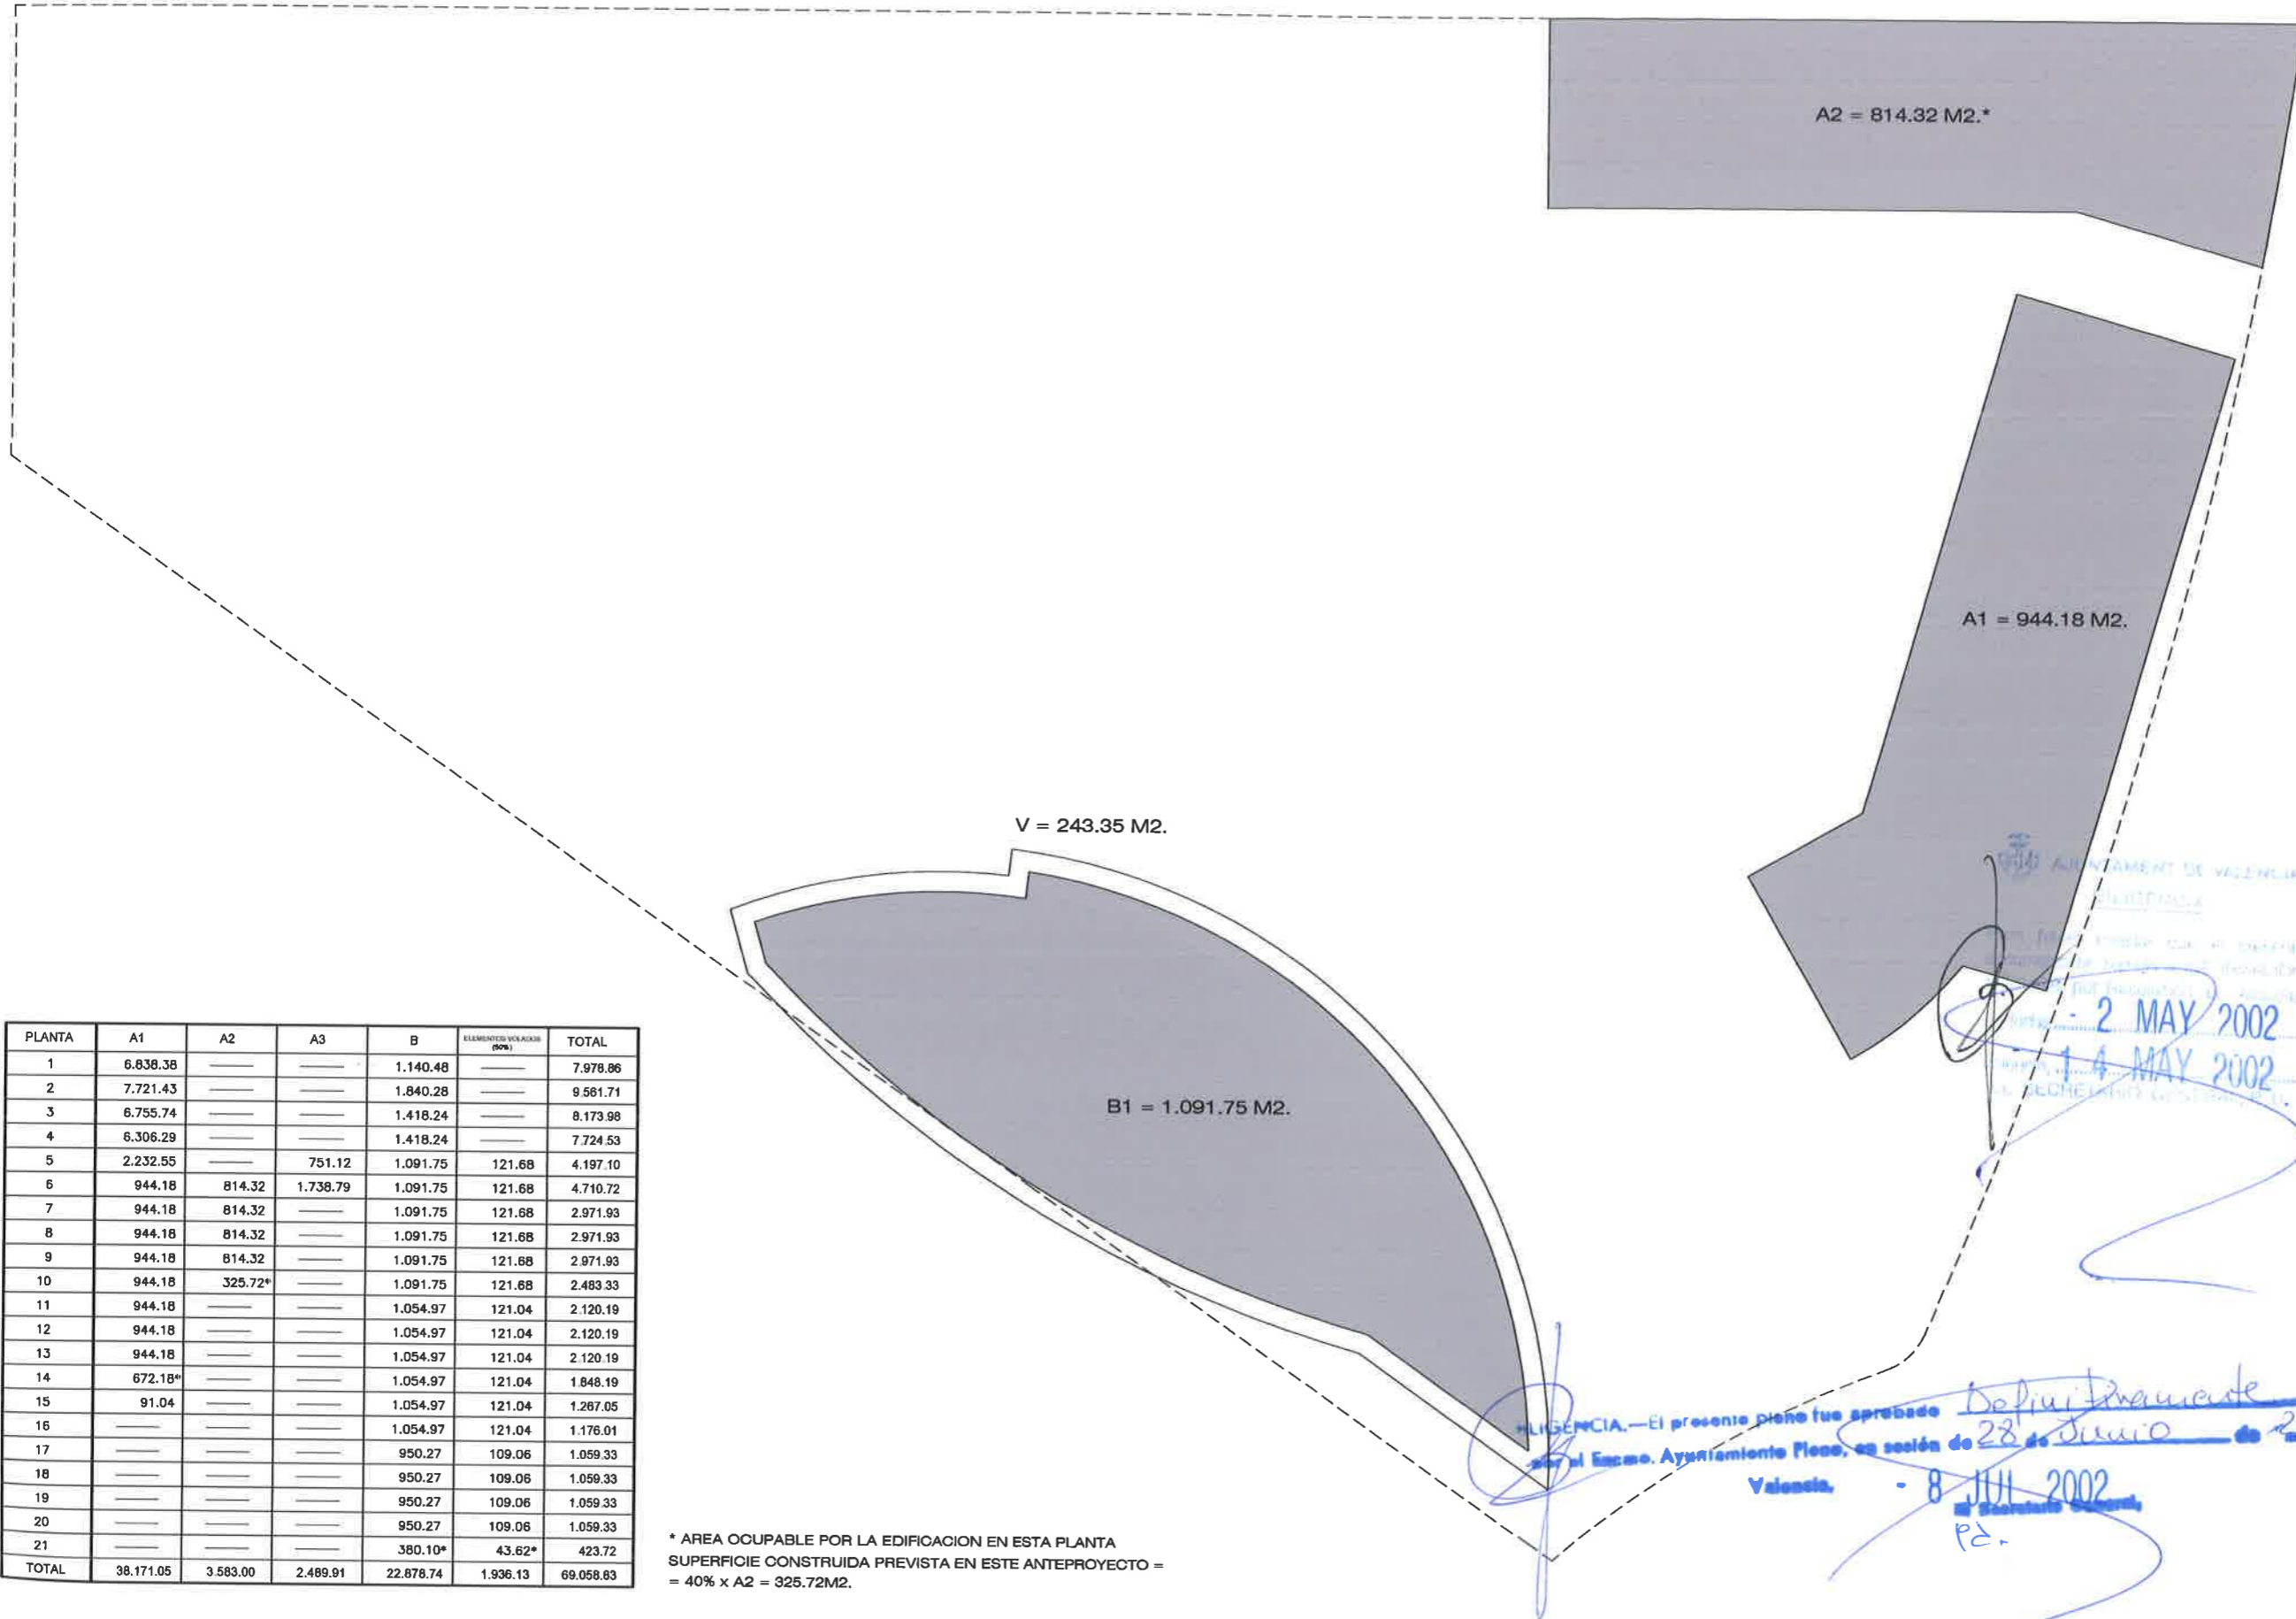 A2 = 814.32 M2.*
A1 = 944.18 M2.
V = 243.35 M2.
B1 = 1.091.75 M2.
AJUNTAMENT DE VALENCIA
- 2 MAY 2002
14 MAY 2002
PLANTA A1 A2 A3 B ELEMENTOS VOLADOS (50%) TOTAL
1 6.838.38 —— —— 1.140.48 —— 7.978.86
2 7.721.43 —— —— 1.840.28 —— 9.561.71
3 6.755.74 —— —— 1.418.24 —— 8.173.98
4 6.306.29 —— —— 1.418.24 —— 7.724.53
5 2.232.55 —— 751.12 1.091.75 121.68 4.197.10
6 944.18 814.32 1.738.79 1.091.75 121.68 4.710.72
7 944.18 814.32 —— 1.091.75 121.68 2.971.93
8 944.18 814.32 —— 1.091.75 121.68 2.971.93
9 944.18 814.32 —— 1.091.75 121.68 2.971.93
10 944.18 325.72* —— 1.091.75 121.68 2.483.33
11 944.18 —— —— 1.054.97 121.04 2.120.19
12 944.18 —— —— 1.054.97 121.04 2.120.19
13 944.18 —— —— 1.054.97 121.04 2.120.19
14 672.18* —— —— 1.054.97 121.04 1.848.19
15 91.04 —— —— 1.054.97 121.04 1.267.05
16 —— —— —— 1.054.97 121.04 1.176.01
17 —— —— —— 950.27 109.06 1.059.33
18 —— —— —— 950.27 109.06 1.059.33
19 —— —— —— 950.27 109.06 1.059.33
20 —— —— —— 950.27 109.06 1.059.33
21 —— —— —— 380.10* 43.62* 423.72
TOTAL 38.171.05 3.583.00 2.489.91 22.878.74 1.936.13 69.058.83
* AREA OCUPABLE POR LA EDIFICACION EN ESTA PLANTA
SUPERFICIE CONSTRUIDA PREVISTA EN ESTE ANTEPROYECTO =
= 40% x A2 = 325.72M2.
LIGENCIA.—El presente plano fue aprobado Definitivamente
por el Excmo. Ayuntamiento Pleno, en sesión de 28 de Junio de 2
Valencia, - 8 JUL 2002
El Secretario General,
P.d.